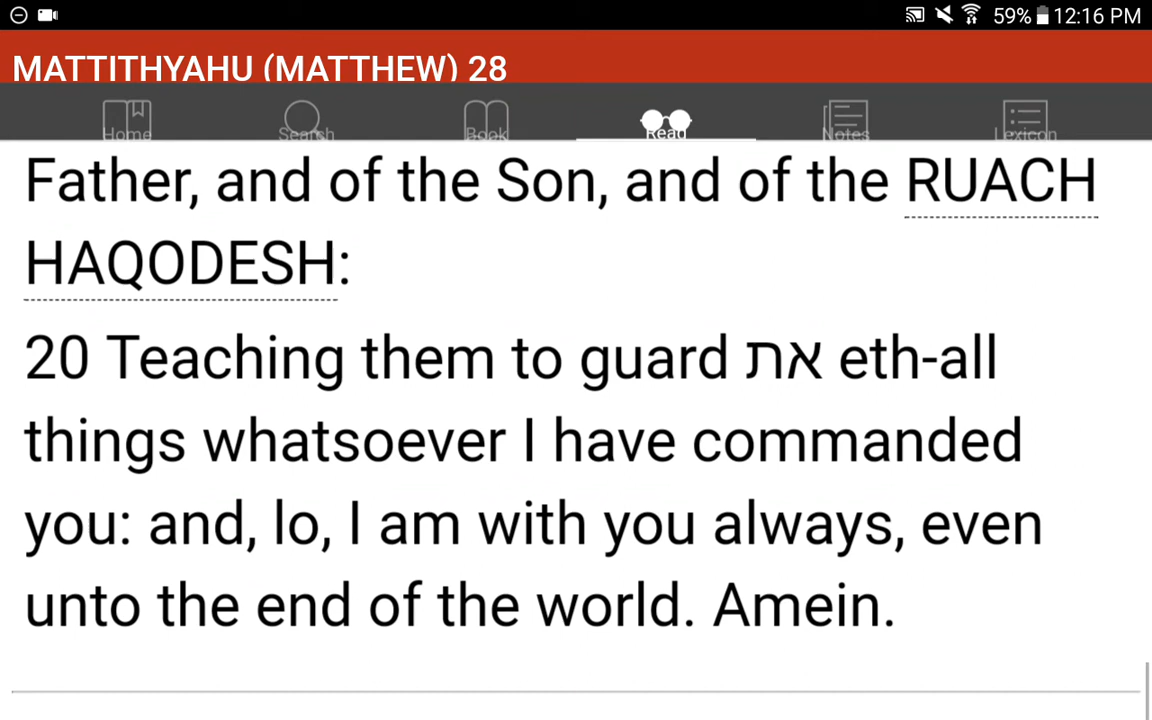 59% 12:16 PM
MATTITHYAHU (MATTHEW) 28
Home Search Book Read Notes Lexicon
Father, and of the Son, and of the RUACH
HAQODESH:
20 Teaching them to guard את eth-all
things whatsoever I have commanded
you: and, lo, I am with you always, even
unto the end of the world. Amein.